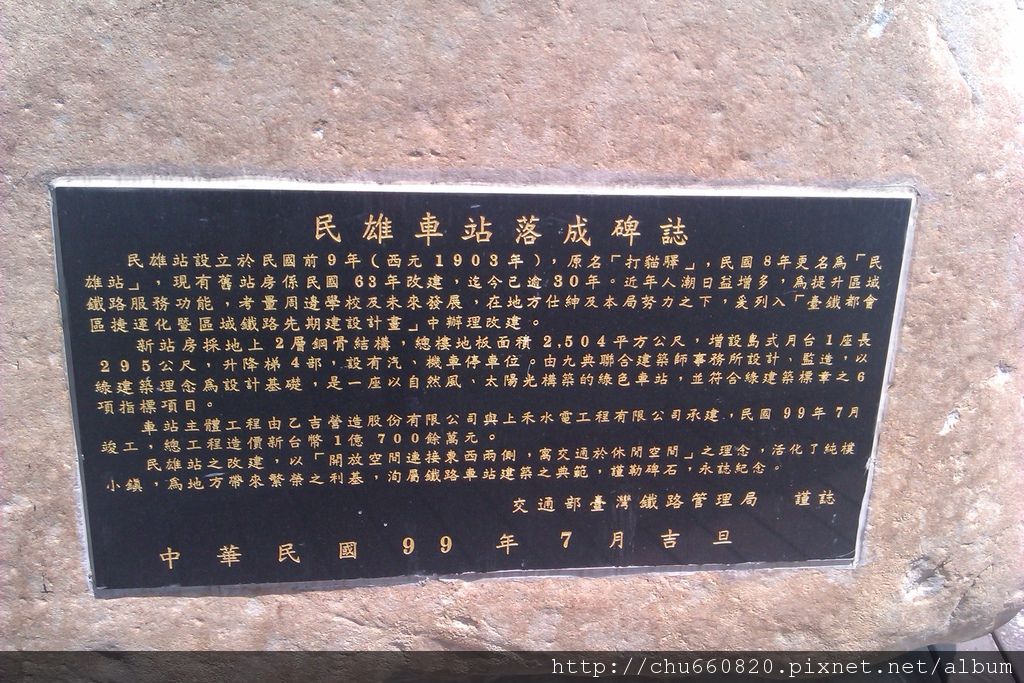 民雄車站落成碑誌
民雄站設立於民國前9年（西元1903年），原名「打貓驛」，民國8年更名為「民
雄站」，現有舊站房係民國63年改建，迄今已逾30年。近年人潮日益增多，為提升區域
鐵路服務功能，考量周邊學校及未來發展，在地方仕紳及本局努力之下，爰列入「臺鐵都會
區捷運化暨區域鐵路先期建設計畫」中辦理改建。
新站房採地上2層鋼骨結構，總樓地板面積2,504平方公尺，增設島式月台1座長
295公尺，升降梯4部，設有汽、機車停車位。由九典聯合建築師事務所設計、監造，以
綠建築理念為設計基礎，是一座以自然風、太陽光構築的綠色車站，並符合綠建築標章之6
項指標項目。
車站主體工程由乙吉營造股份有限公司與上禾水電工程有限公司承建，民國99年7月
竣工，總工程造價新台幣1億700餘萬元。
民雄站之改建，以「開放空間連接東西兩側，寓交通於休閒空間」之理念，活化了純樸
小鎮，為地方帶來繁榮之利基，洵屬鐵路車站建築之典範，謹勒碑石，永誌紀念。
交通部臺灣鐵路管理局 謹誌
中華民國99年7月吉旦
http://chu660820.pixnet.net/album